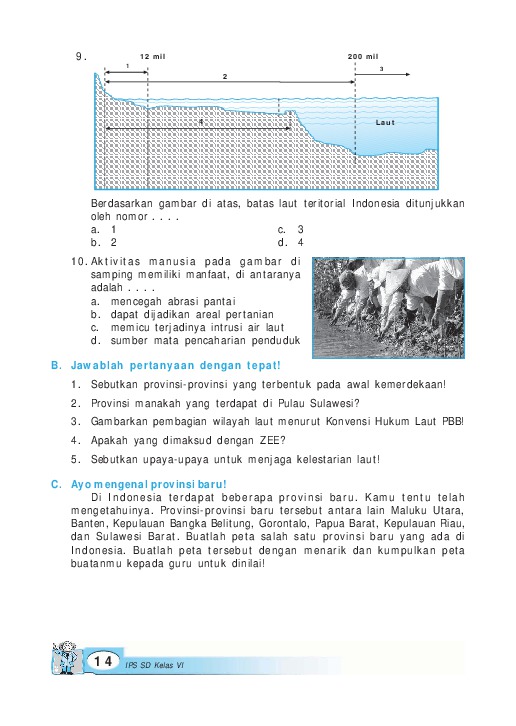 9. 12 mil 200 mil
1
2
3
4
Laut
Berdasarkan gambar di atas, batas laut teritorial Indonesia ditunjukkan
oleh nomor . . . .
a. 1 c. 3
b. 2 d. 4
10. Aktivitas manusia pada gambar di
samping memiliki manfaat, di antaranya
adalah . . . .
a. mencegah abrasi pantai
b. dapat dijadikan areal pertanian
c. memicu terjadinya intrusi air laut
d. sumber mata pencaharian penduduk
B. Jawablah pertanyaan dengan tepat!
1. Sebutkan provinsi-provinsi yang terbentuk pada awal kemerdekaan!
2. Provinsi manakah yang terdapat di Pulau Sulawesi?
3. Gambarkan pembagian wilayah laut menurut Konvensi Hukum Laut PBB!
4. Apakah yang dimaksud dengan ZEE?
5. Sebutkan upaya-upaya untuk menjaga kelestarian laut!
C. Ayo mengenal provinsi baru!
Di Indonesia terdapat beberapa provinsi baru. Kamu tentu telah
mengetahuinya. Provinsi-provinsi baru tersebut antara lain Maluku Utara,
Banten, Kepulauan Bangka Belitung, Gorontalo, Papua Barat, Kepulauan Riau,
dan Sulawesi Barat. Buatlah peta salah satu provinsi baru yang ada di
Indonesia. Buatlah peta tersebut dengan menarik dan kumpulkan peta
buatanmu kepada guru untuk dinilai!
14 IPS SD Kelas VI